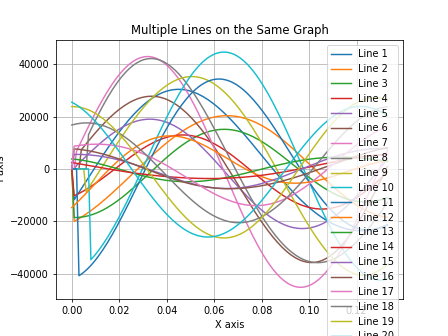 Multiple Lines on the Same Graph
40000
20000
0
−20000
−40000
0.00
0.02
0.04
0.06
0.08
0.10
X axis
axis
Line 1
Line 2
Line 3
Line 4
Line 5
Line 6
Line 7
Line 8
Line 9
Line 10
Line 11
Line 12
Line 13
Line 14
Line 15
Line 16
Line 17
Line 18
Line 19
Line 20